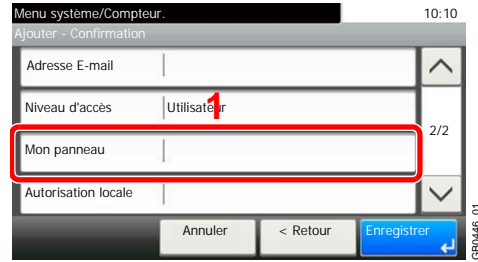 Menu système/Compteur. 10:10
Ajouter - Confirmation
Adresse E-mail
Niveau d'accès Utilisateur
1
2/2
Mon panneau
Autorisation locale
Annuler < Retour Enregistrer
GB0446_01